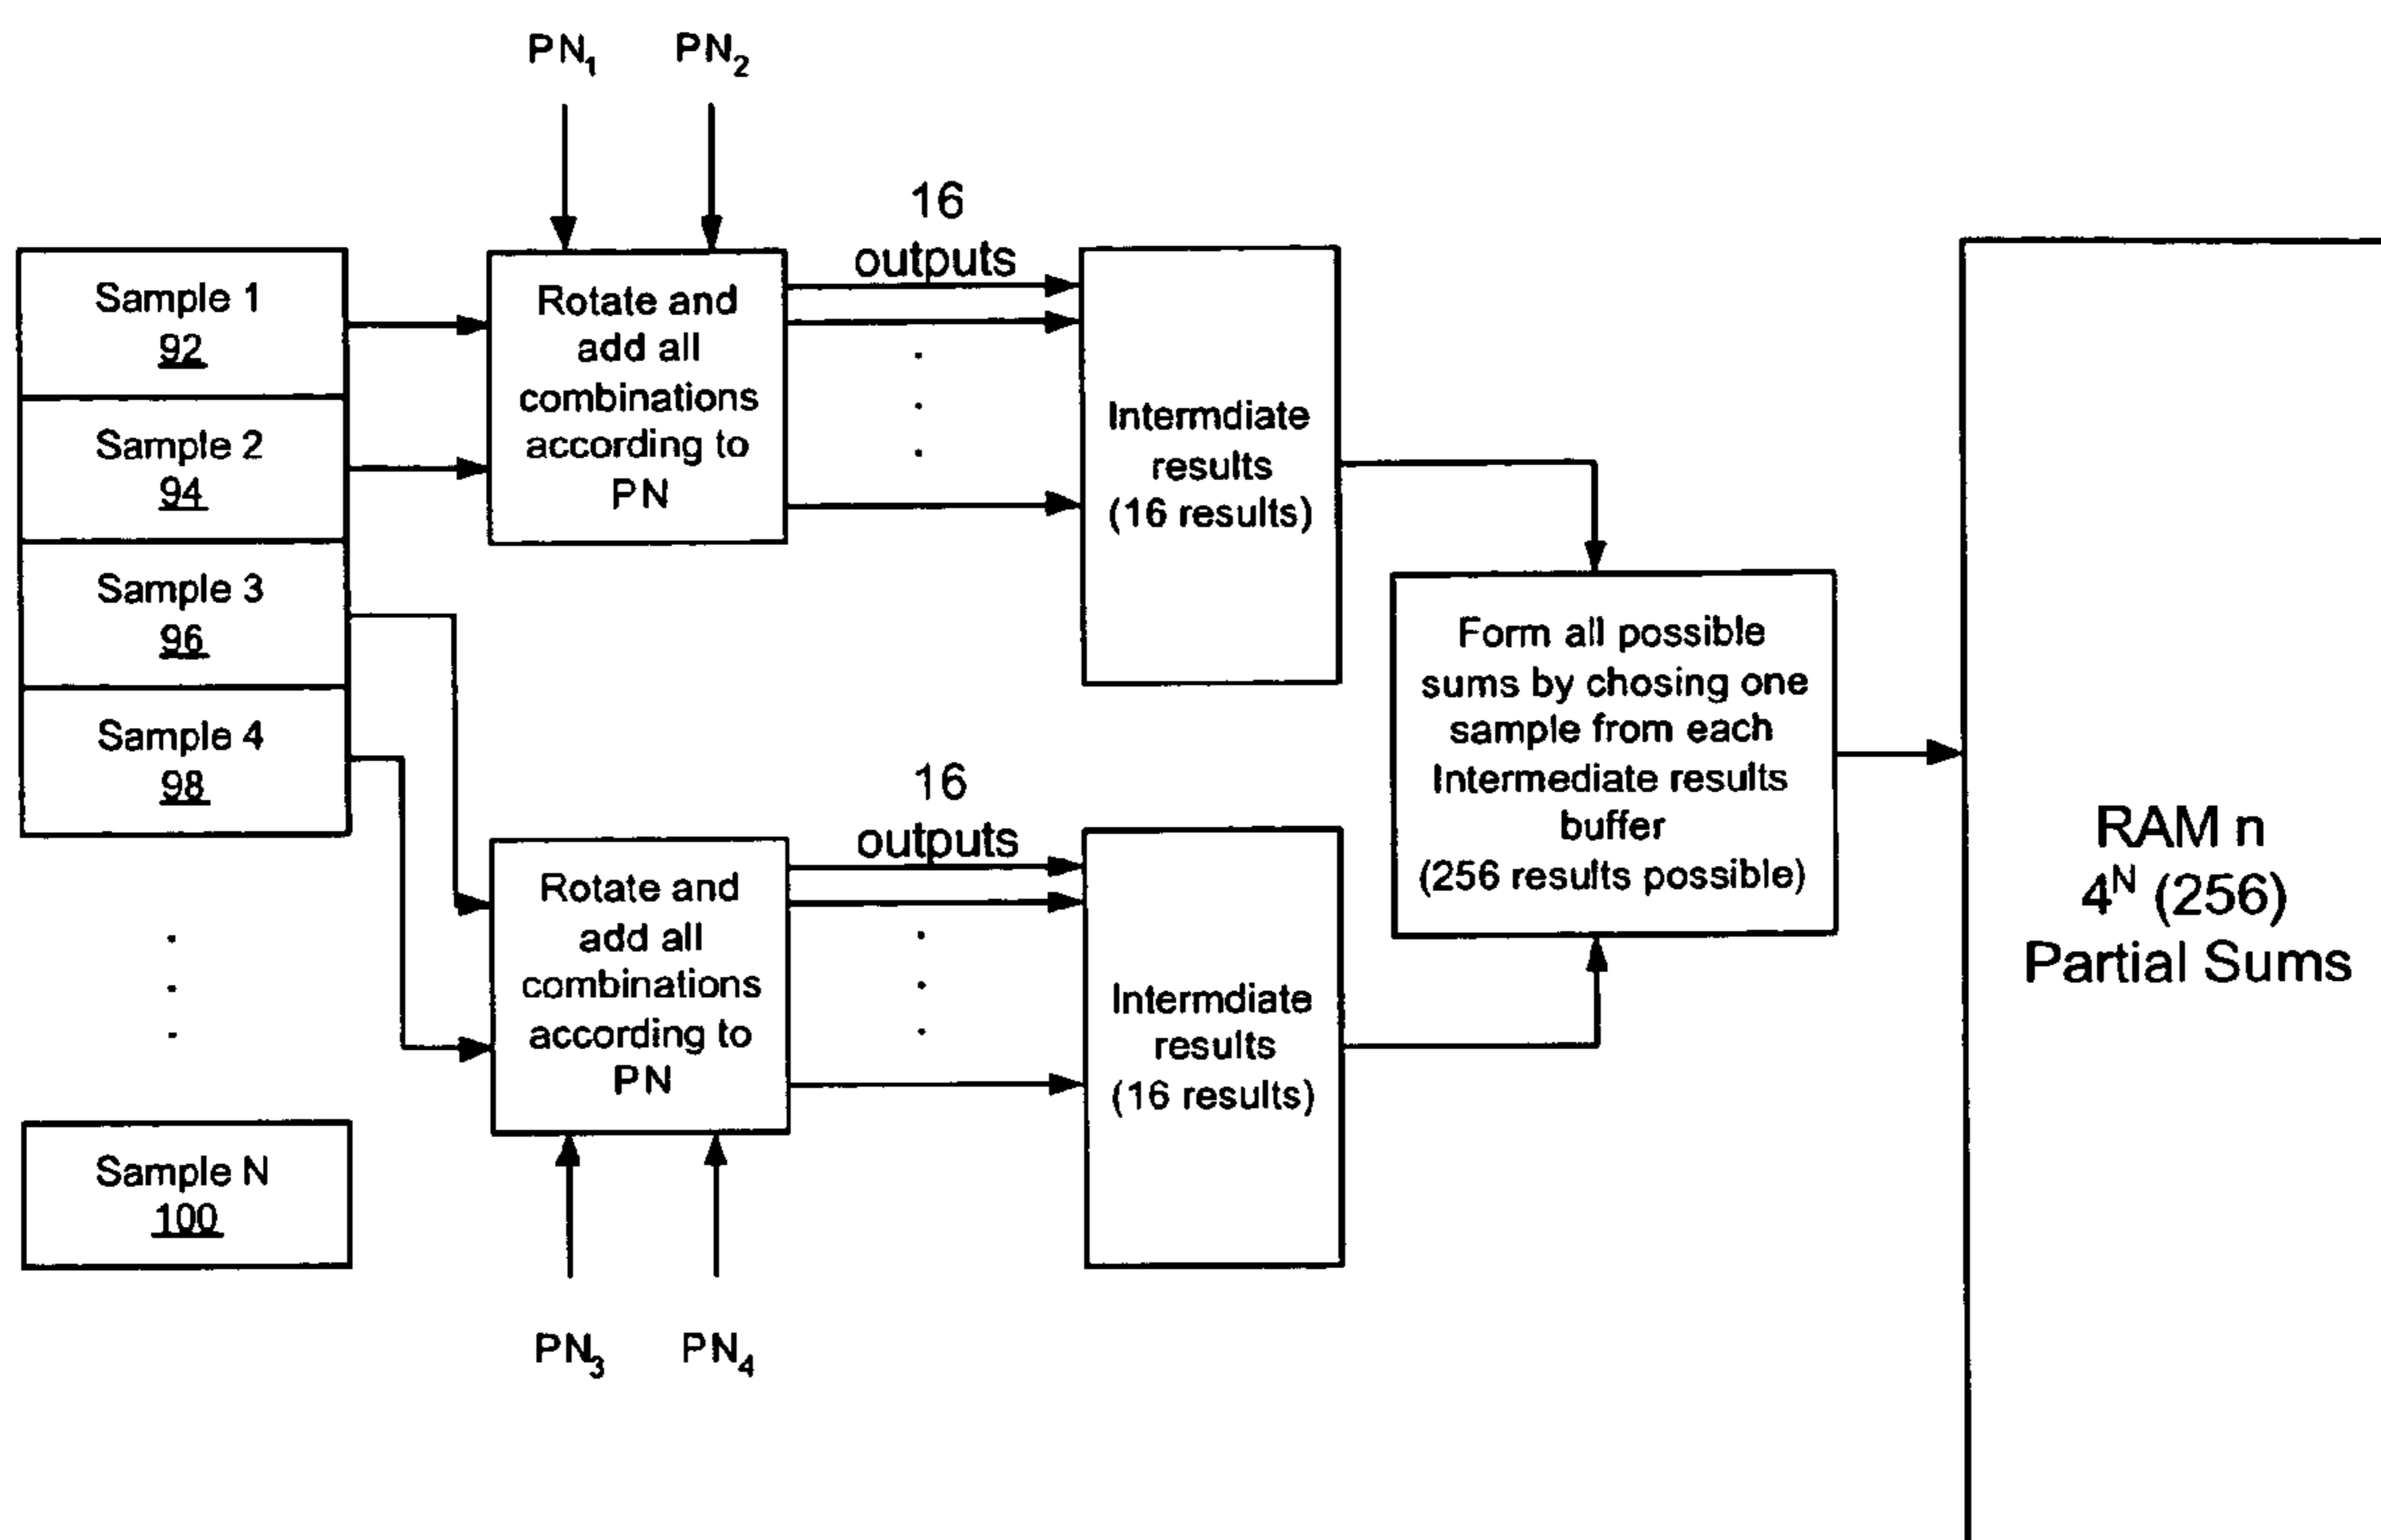 PN1 PN2
Sample 1
92
Sample 2
94
Sample 3
96
Sample 4
98
.
.
.
Sample N
100
Rotate and
add all
combinations
according to
PN
16
outputs
.
.
.
Intermdiate
results
(16 results)
Rotate and
add all
combinations
according to
PN
16
outputs
.
.
.
Intermdiate
results
(16 results)
PN3 PN4
Form all possible
sums by chosing one
sample from each
Intermediate results
buffer
(256 results possible)
RAM n
4^N (256)
Partial Sums